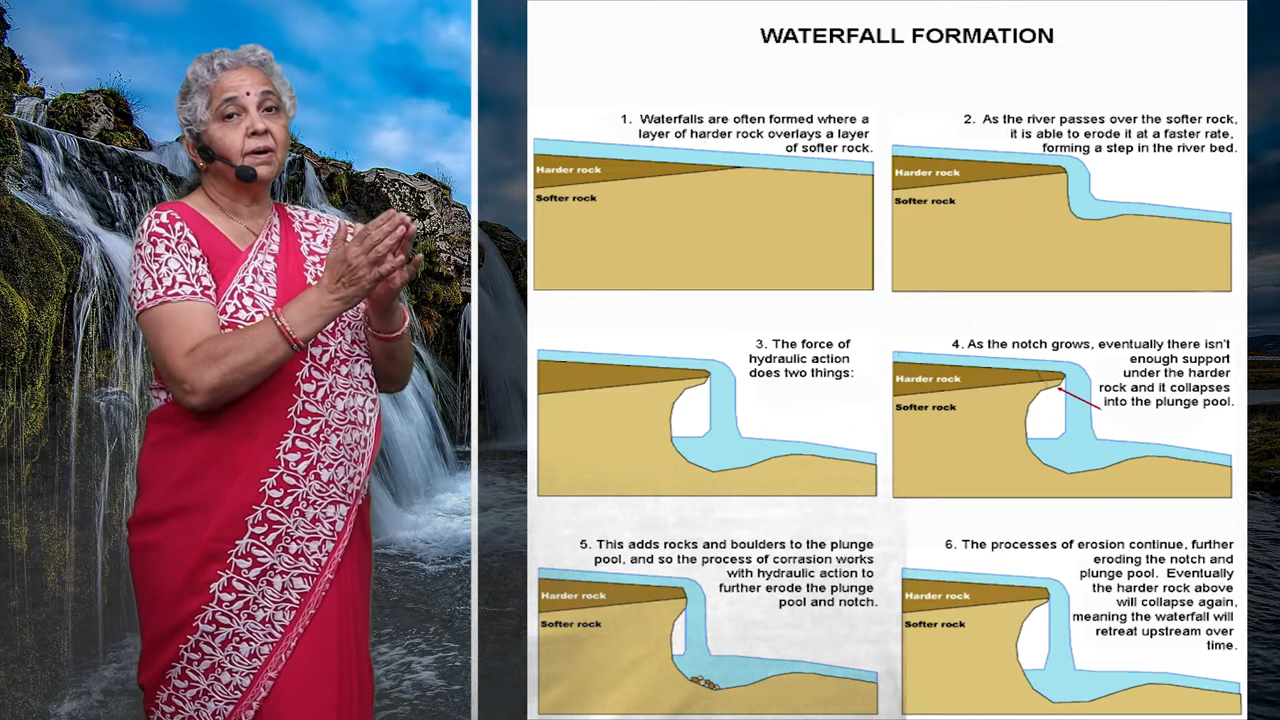 WATERFALL FORMATION
1. Waterfalls are often formed where a
layer of harder rock overlays a layer
of softer rock.
Harder rock
Softer rock
2. As the river passes over the softer rock,
it is able to erode it at a faster rate,
forming a step in the river bed.
Harder rock
Softer rock
3. The force of
hydraulic action
does two things:
4. As the notch grows, eventually there isn't
enough support
under the harder
rock and it collapses
into the plunge pool.
Harder rock
Softer rock
5. This adds rocks and boulders to the plunge
pool, and so the process of corrasion works
with hydraulic action to
further erode the plunge
pool and notch.
Harder rock
Softer rock
6. The processes of erosion continue, further
eroding the notch and
plunge pool. Eventually
the harder rock above
will collapse again,
meaning the waterfall will
retreat upstream over
time.
Harder rock
Softer rock